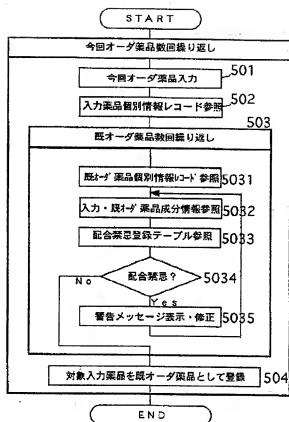 START
今回オーダ薬品数回繰り返し
今回オーダ薬品入力
501
入力薬品個別情報レコード参照
502
503
既オーダ薬品数回繰り返し
既オーダ薬品個別情報レコード参照
5031
入力・既オーダ薬品成分情報参照
5032
配合禁忌登録テーブル参照
5033
配合禁忌?
5034
No
Yes
警告メッセージ表示・修正
5035
対象入力薬品を既オーダ薬品として登録
504
END